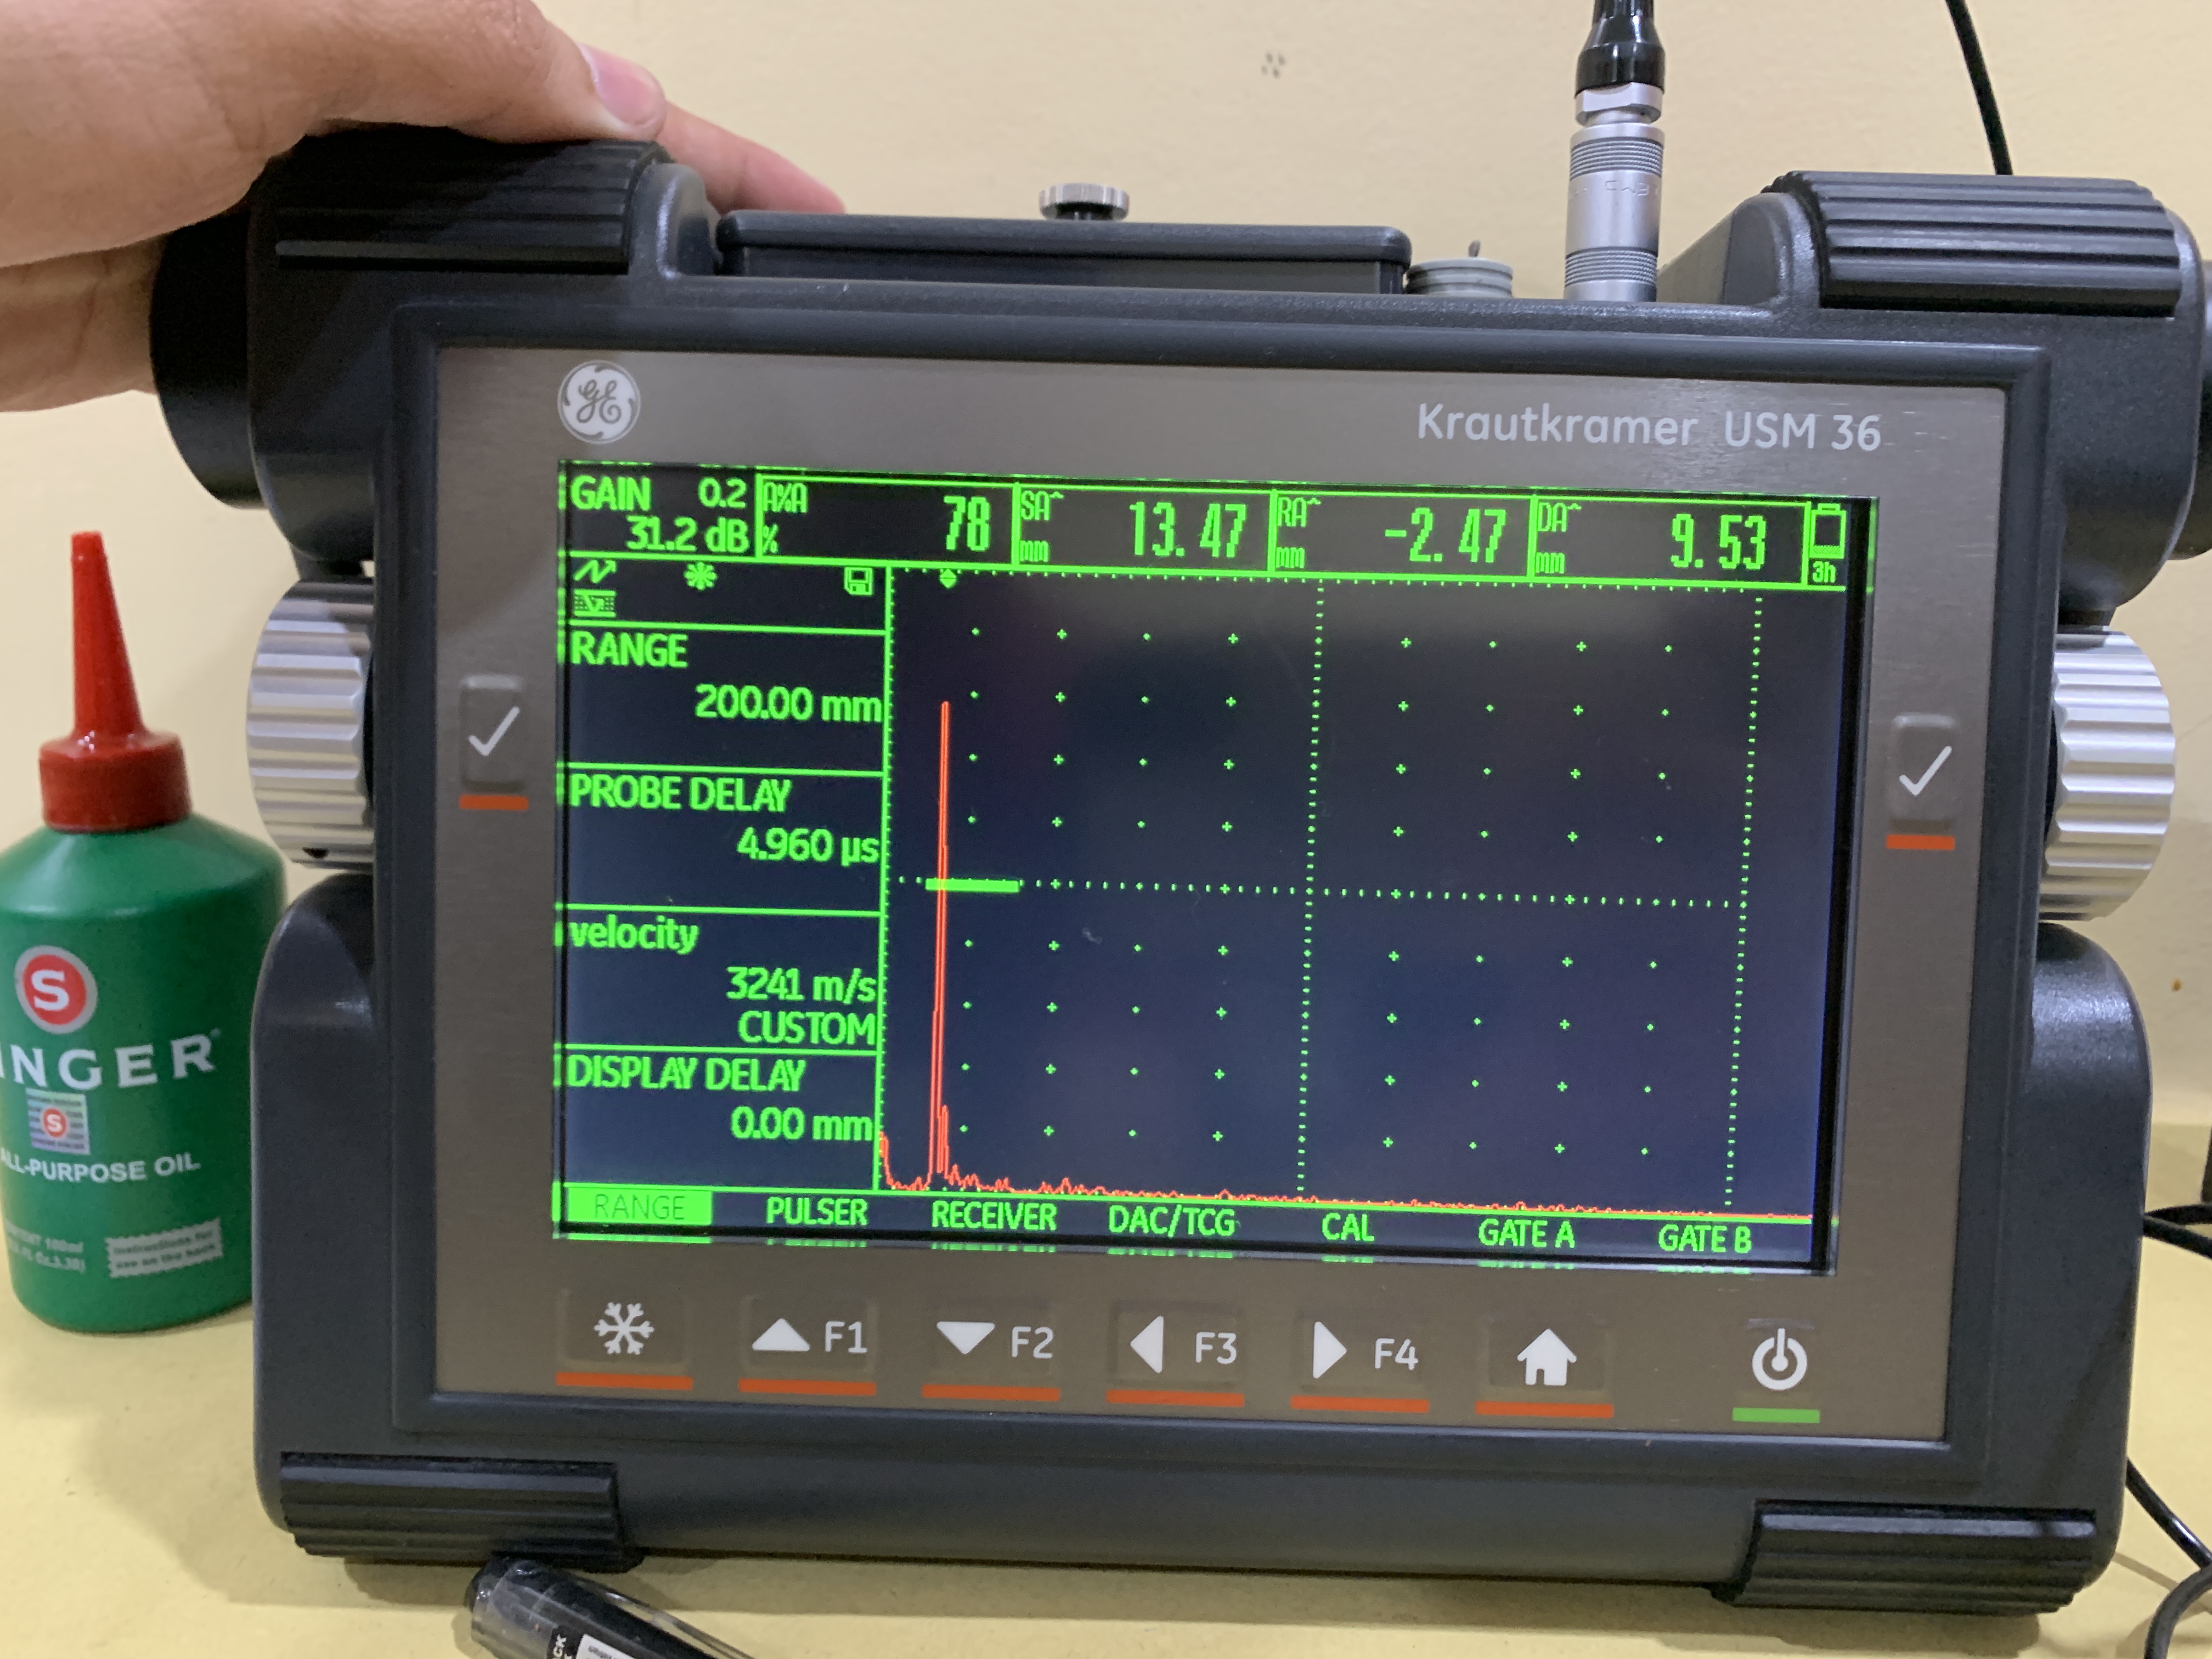 GE
Krautkramer USM 36
GAIN 0.2
31.2 dB
A%A
%
78
SA^
mm
13.47
RA^
mm
-2.47
DA^
mm
9.53
3h
RANGE
200.00 mm
PROBE DELAY
4.960 µs
velocity
3241 m/s
CUSTOM
DISPLAY DELAY
0.00 mm
RANGE PULSER RECEIVER DAC/TCG CAL GATE A GATE B
F1 F2 F3 F4
S
INGER
S
ALL-PURPOSE OIL